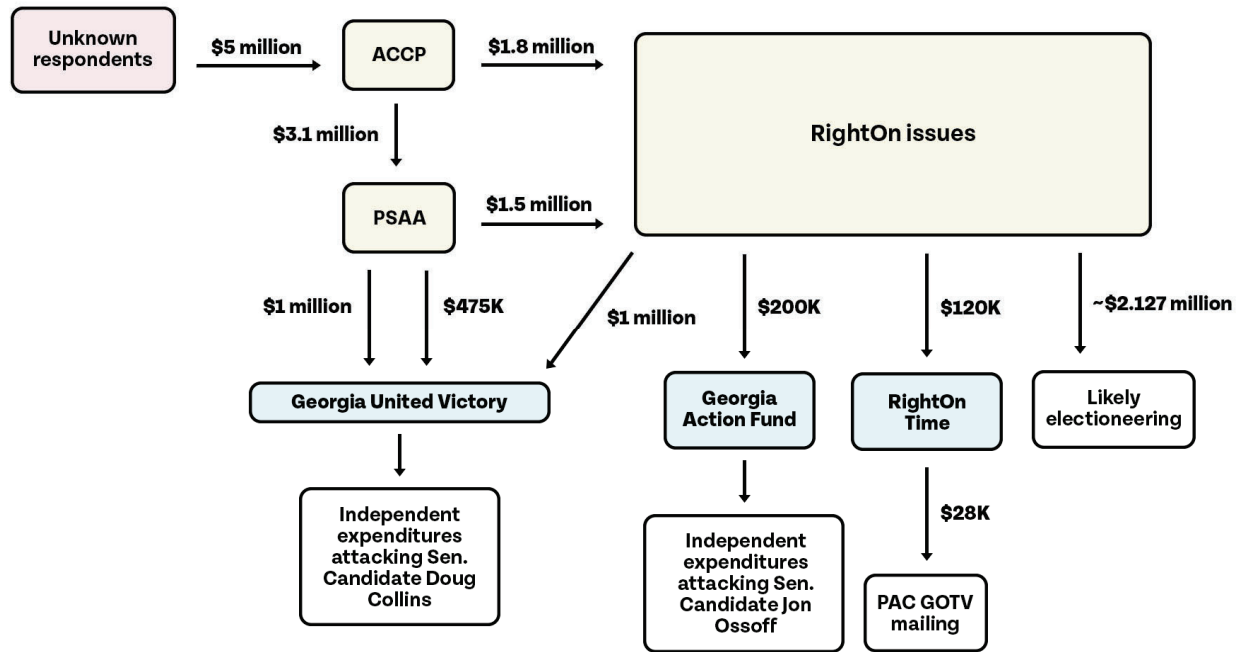 Unknown
respondents
$5 million
ACCP
$1.8 million
RightOn issues
$3.1 million
PSAA
$1.5 million
$1 million
$475K
$1 million
$200K
$120K
~$2.127 million
Georgia United Victory
Georgia
Action Fund
RightOn
Time
Likely
electioneering
Independent
expenditures
attacking Sen.
Candidate Doug
Collins
Independent
expenditures
attacking Sen.
Candidate Jon
Ossoff
$28K
PAC GOTV
mailing